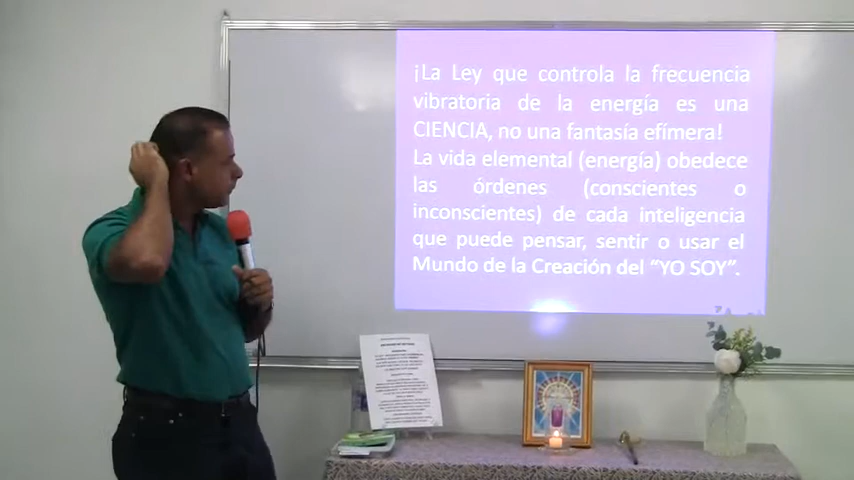 ¡La Ley que controla la frecuencia
vibratoria de la energía es una
CIENCIA, no una fantasía efímera!
La vida elemental (energía) obedece
las órdenes (conscientes o
inconscientes) de cada inteligencia
que puede pensar, sentir o usar el
Mundo de la Creación del “YO SOY”.